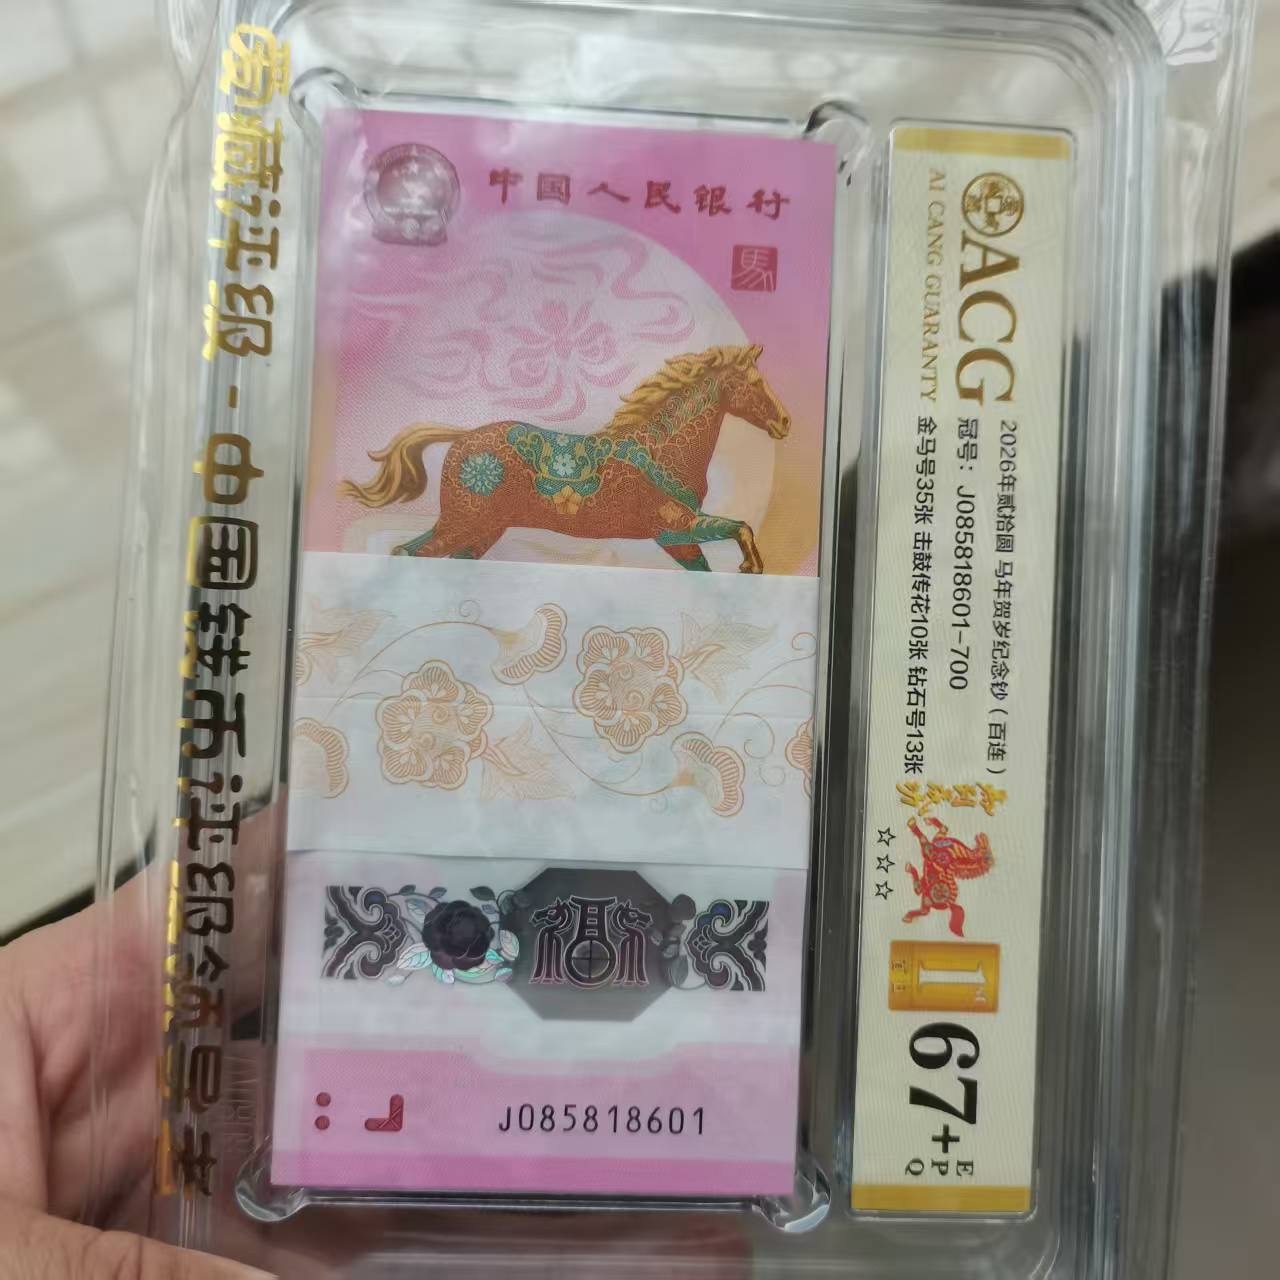 爱藏评级-中国钱币评级领导者
中国人民银行
馬
J085818601
ACG
AI CANG GUARANTY
2026年贰拾圆 马年贺岁纪念钞（百连）
冠号：J085818601-700
金马号35张 击鼓传花10张 钻石号13张
☆☆☆
1st
67+
EPQ